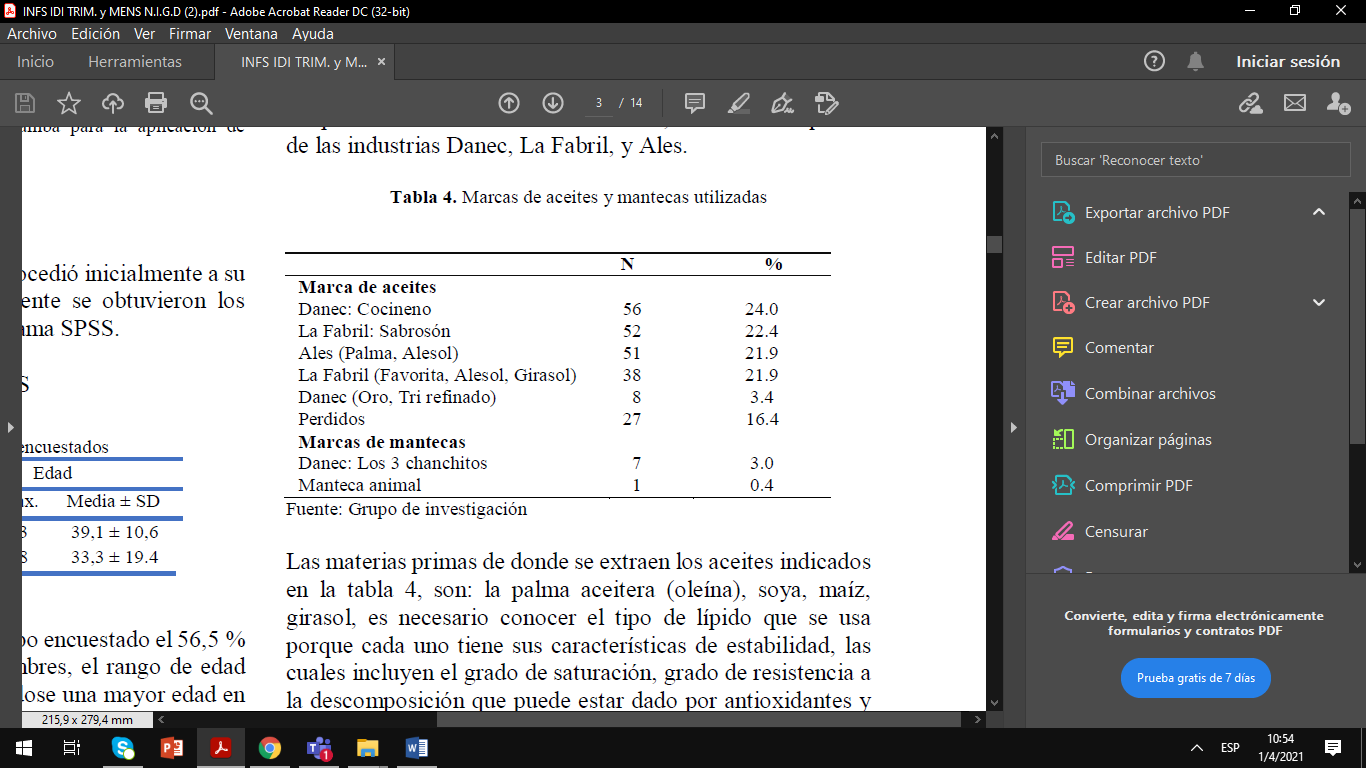 INFS IDI TRIM. y MENS N.I.G.D (2).pdf - Adobe Acrobat Reader DC (32-bit)
Archivo Edición Ver Firmar Ventana Ayuda
Inicio Herramientas INFS IDI TRIM. y M... ×
Iniciar sesión
3 / 14
para la aplicación de
ocedió inicialmente a su
ente se obtuvieron los
ama SPSS.
S
encuestados
Edad
x. Media ± SD
3 39,1 ± 10,6
8 33,3 ± 19.4
po encuestado el 56,5 %
mbres, el rango de edad
dose una mayor edad en
de las industrias Danec, La Fabril, y Ales.
Tabla 4. Marcas de aceites y mantecas utilizadas
N %
Marca de aceites
Danec: Cocineno 56 24.0
La Fabril: Sabrosón 52 22.4
Ales (Palma, Alesol) 51 21.9
La Fabril (Favorita, Alesol, Girasol) 38 21.9
Danec (Oro, Tri refinado) 8 3.4
Perdidos 27 16.4
Marcas de mantecas
Danec: Los 3 chanchitos 7 3.0
Manteca animal 1 0.4
Fuente: Grupo de investigación
Las materias primas de donde se extraen los aceites indicados
en la tabla 4, son: la palma aceitera (oleína), soya, maíz,
girasol, es necesario conocer el tipo de lípido que se usa
porque cada uno tiene sus características de estabilidad, las
cuales incluyen el grado de saturación, grado de resistencia a
la descomposición que puede estar dado por antioxidantes y
215,9 x 279,4 mm
Buscar 'Reconocer texto'
Exportar archivo PDF
Editar PDF
Crear archivo PDF
Comentar
Combinar archivos
Organizar páginas
Comprimir PDF
Censurar
Convierte, edita y firma electrónicamente
formularios y contratos PDF
Prueba gratis de 7 días
ESP
10:54
1/4/2021